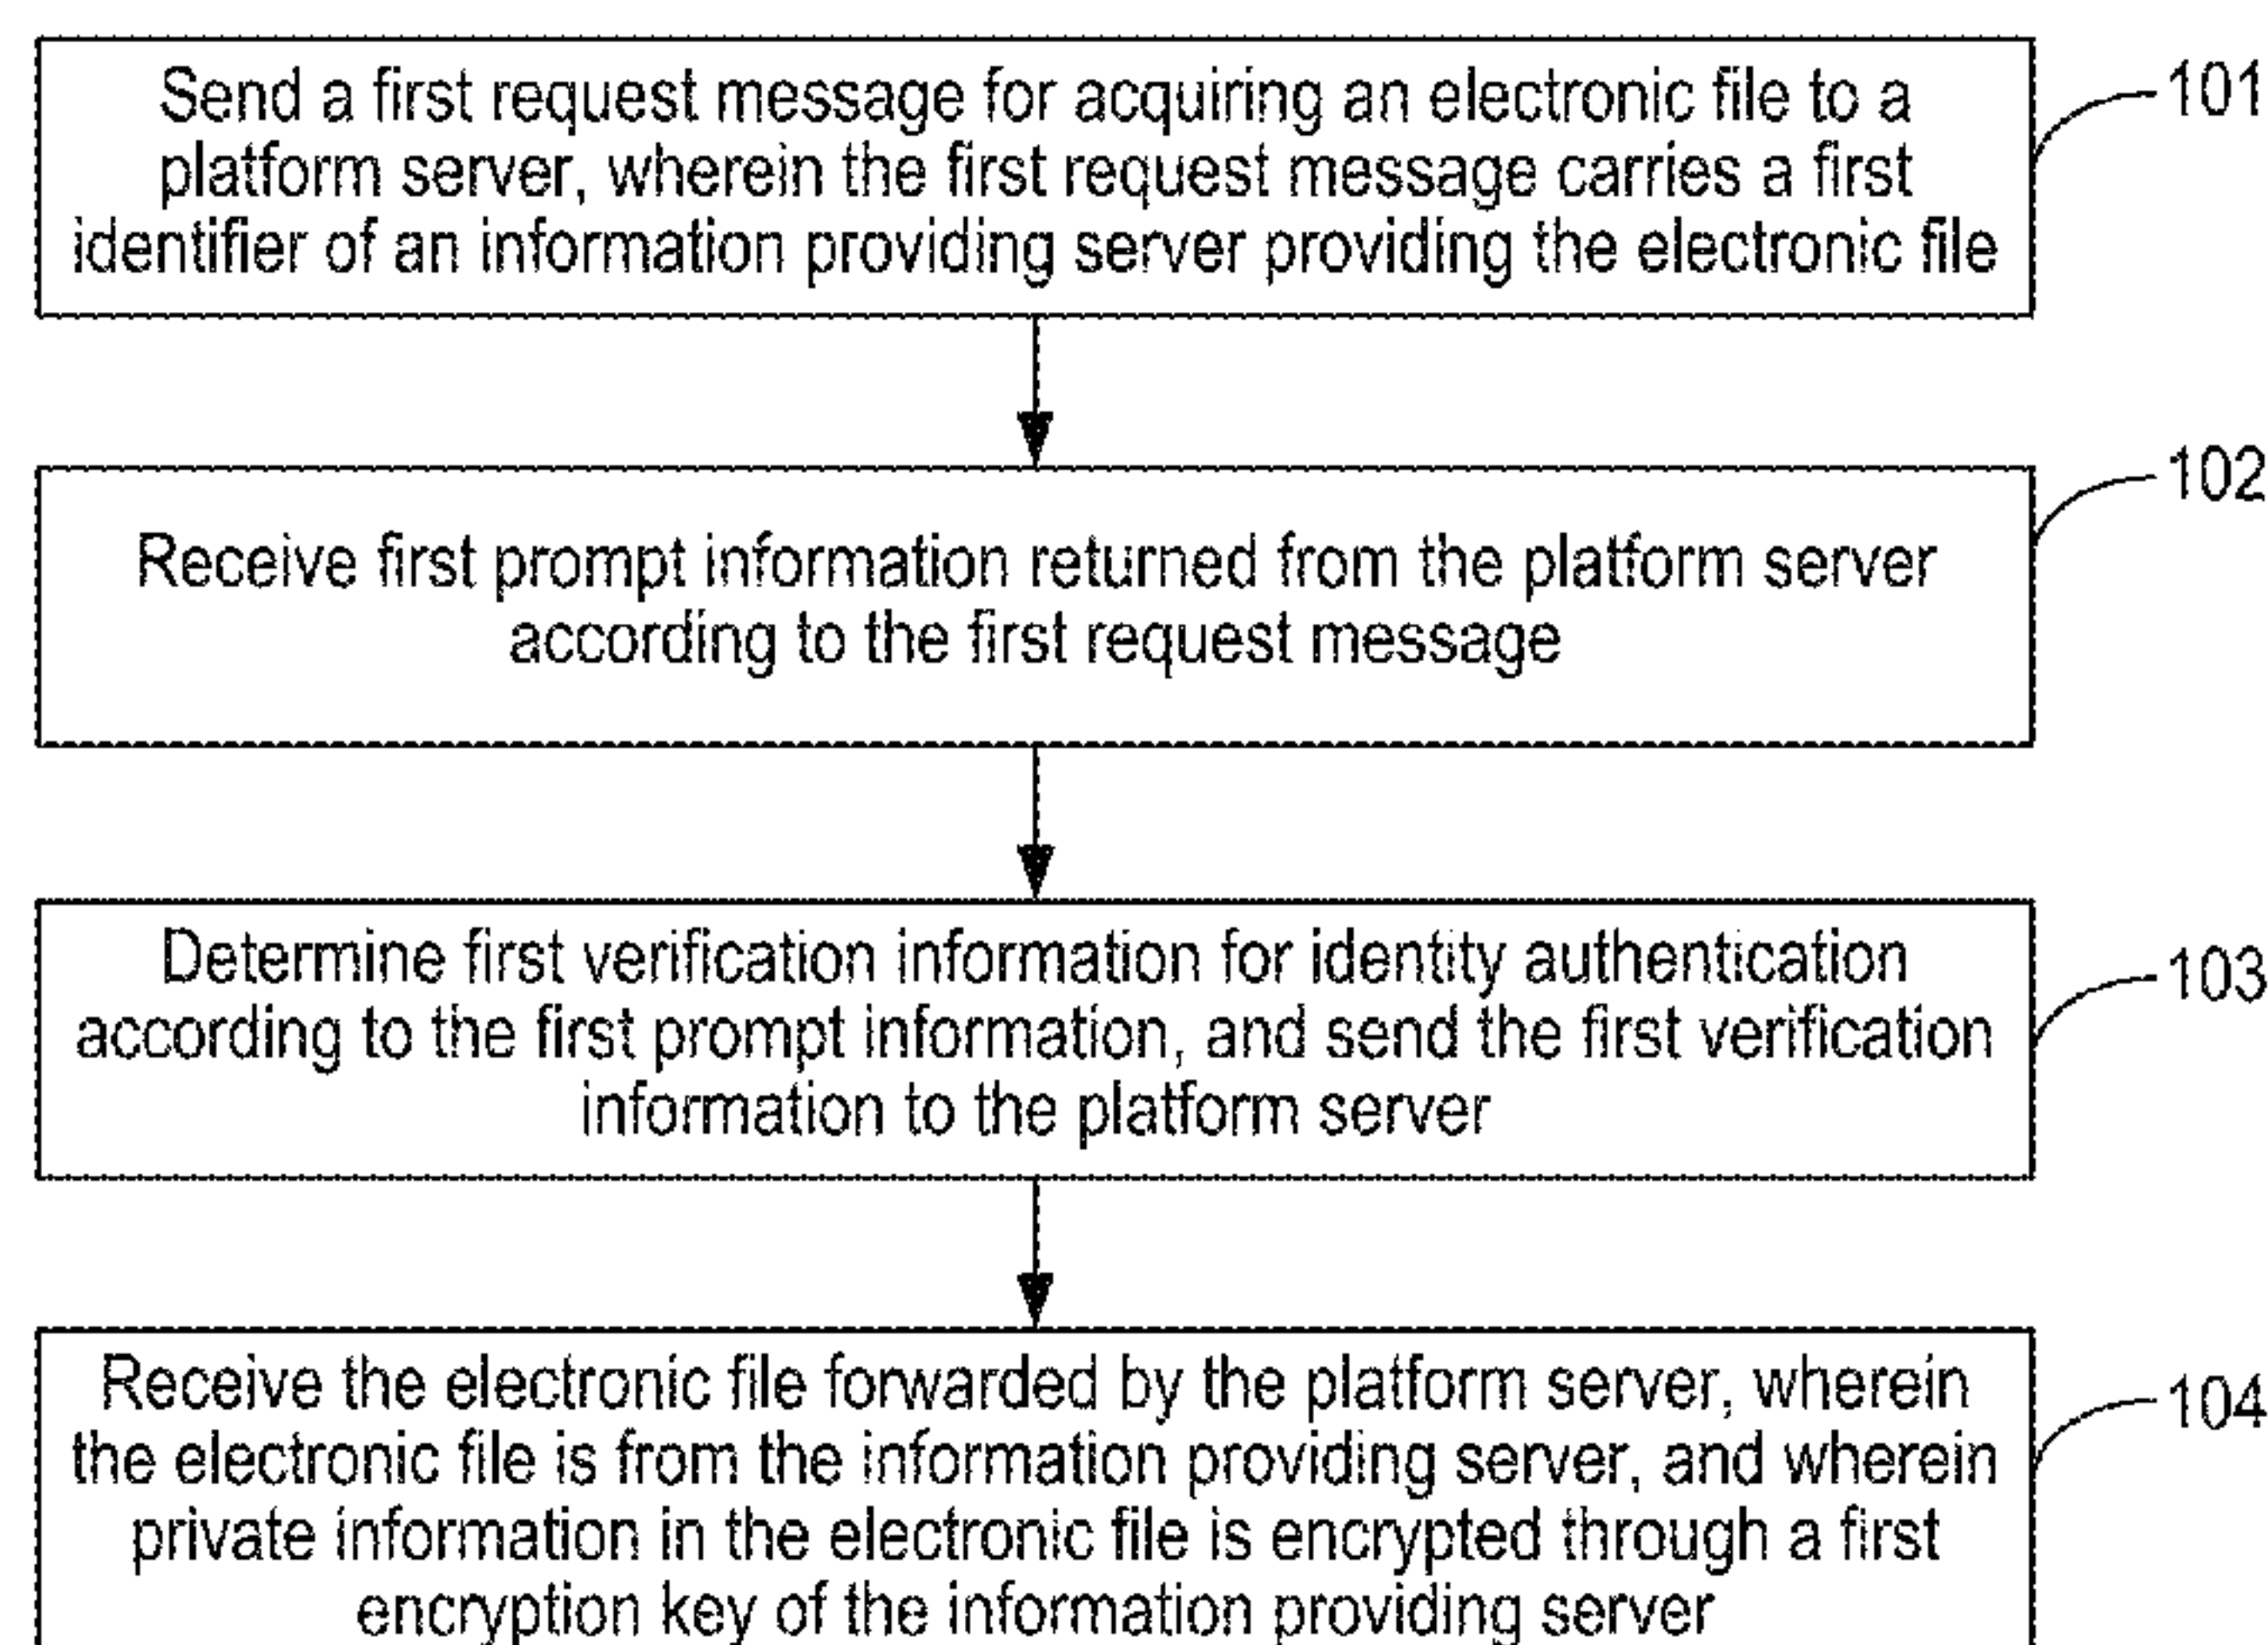 Send a first request message for acquiring an electronic file to a
platform server, wherein the first request message carries a first
identifier of an information providing server providing the electronic file
101
Receive first prompt information returned from the platform server
according to the first request message
102
Determine first verification information for identity authentication
according to the first prompt information, and send the first verification
information to the platform server
103
Receive the electronic file forwarded by the platform server, wherein
the electronic file is from the information providing server, and wherein
private information in the electronic file is encrypted through a first
encryption key of the information providing server
104